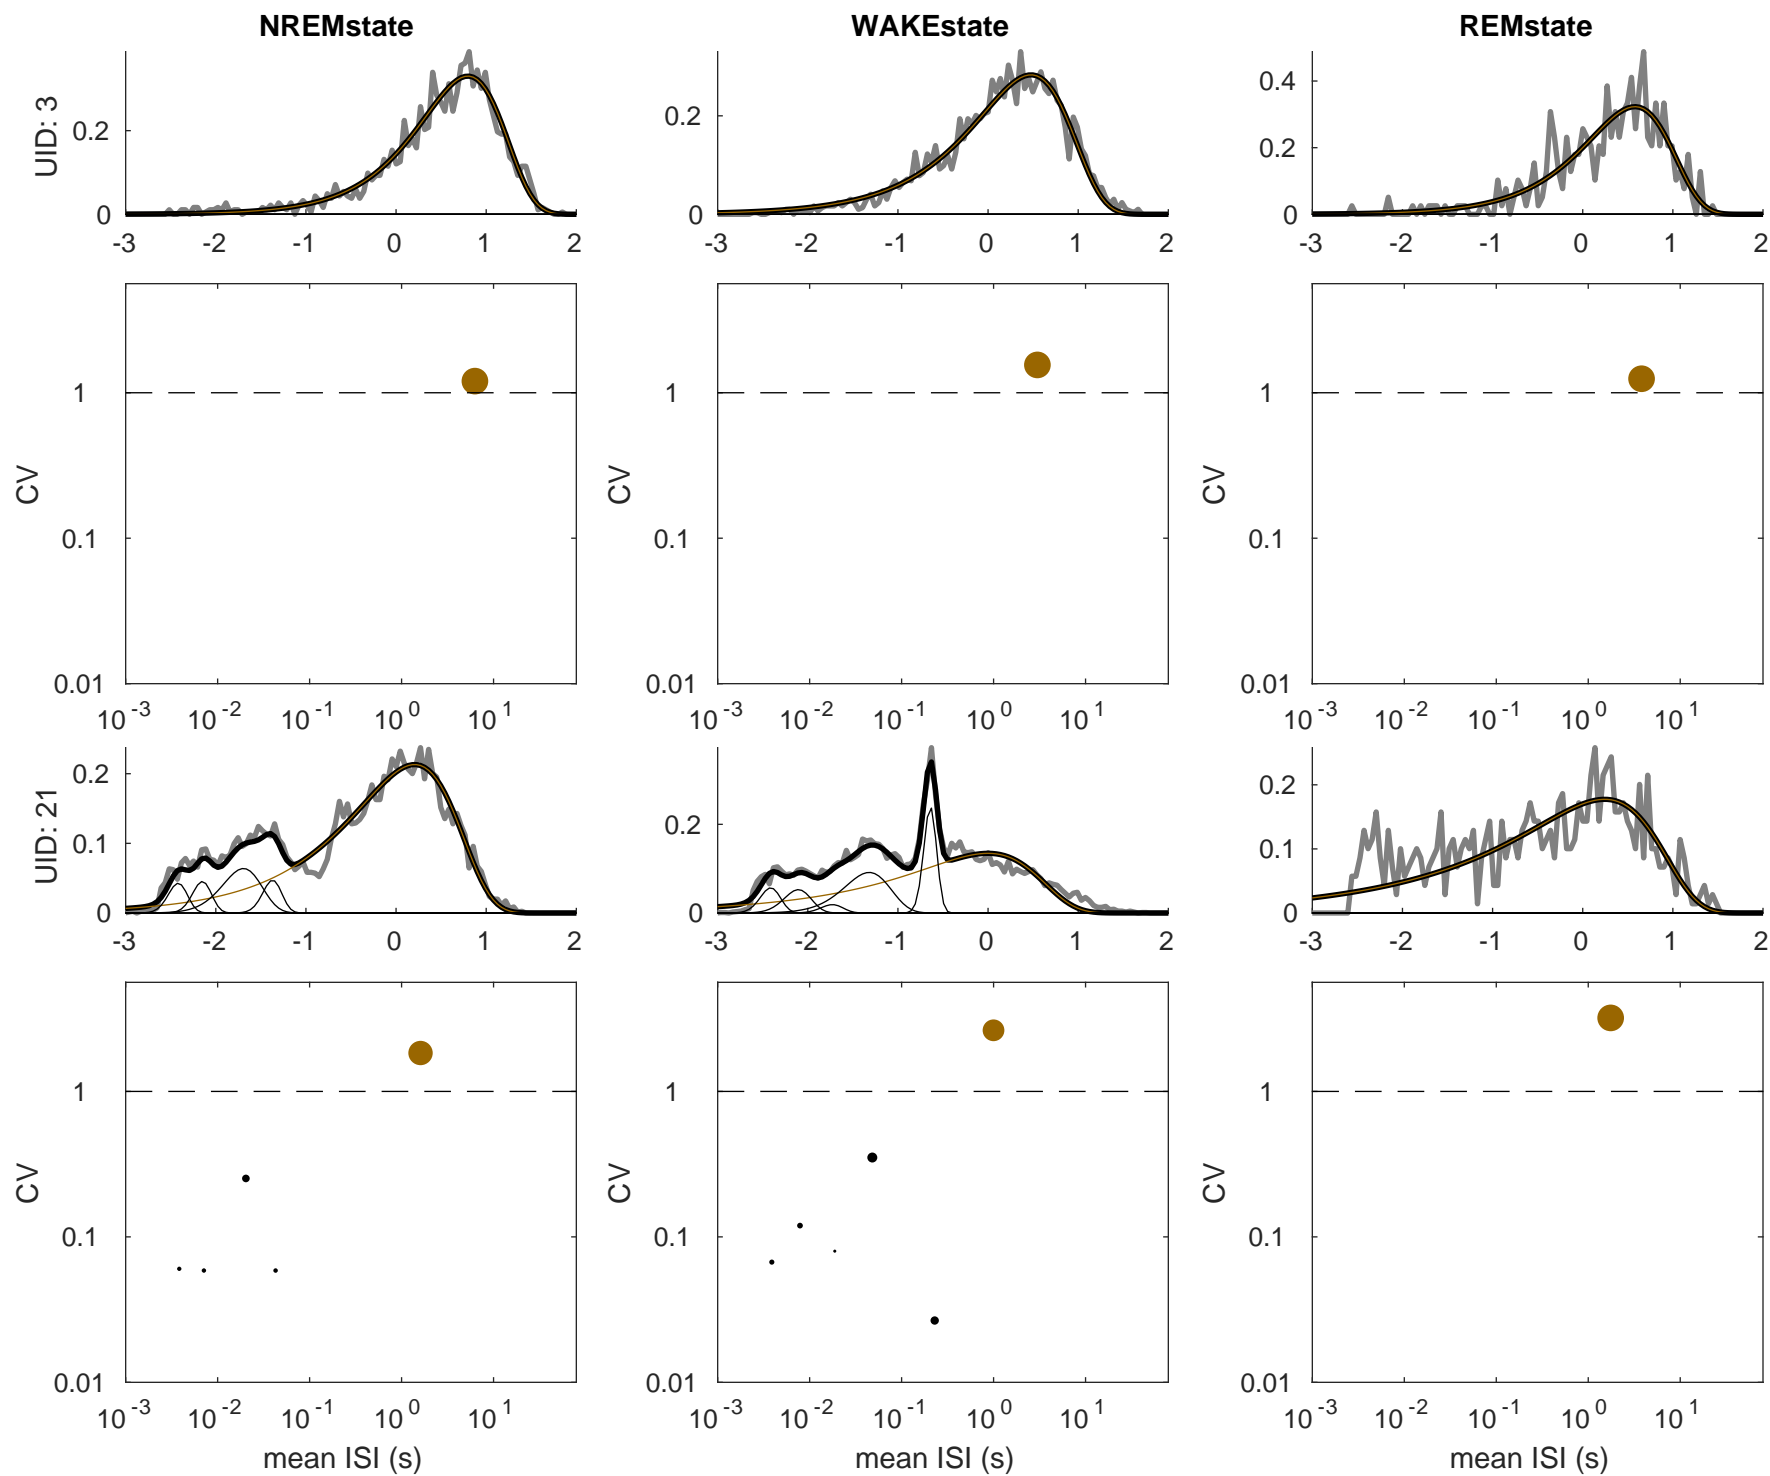 NREMstate WAKEstate REMstate
UID: 3
0.2 0
0.2 0
0.4 0.2 0
-3 -2 -1 0 1 2
-3 -2 -1 0 1 2
-3 -2 -1 0 1 2
CV
1 0.1 0.01
CV
1 0.1 0.01
CV
1 0.1 0.01
10^-3 10^-2 10^-1 10^0 10^1
10^-3 10^-2 10^-1 10^0 10^1
10^-3 10^-2 10^-1 10^0 10^1
UID: 21
0.2 0.1 0
0.2 0
0.2 0.1 0
-3 -2 -1 0 1 2
-3 -2 -1 0 1 2
-3 -2 -1 0 1 2
CV
1 0.1 0.01
CV
1 0.1 0.01
CV
1 0.1 0.01
10^-3 10^-2 10^-1 10^0 10^1
10^-3 10^-2 10^-1 10^0 10^1
10^-3 10^-2 10^-1 10^0 10^1
mean ISI (s) mean ISI (s) mean ISI (s)